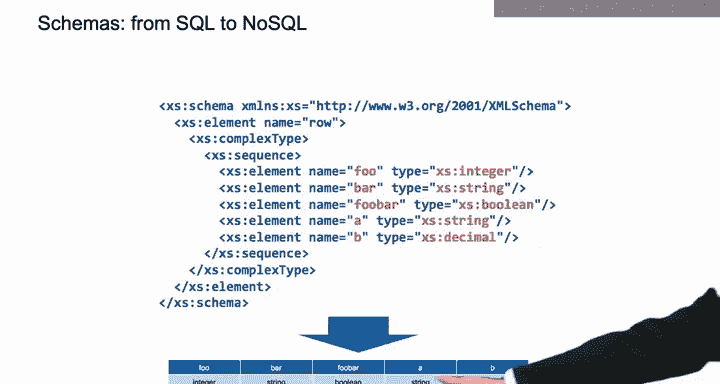 Schemas: from SQL to NoSQL
<xs:schema xmlns:xs="http://www.w3.org/2001/XMLSchema">
<xs:element name="row">
<xs:complexType>
<xs:sequence>
<xs:element name="foo" type="xs:integer"/>
<xs:element name="bar" type="xs:string"/>
<xs:element name="foobar" type="xs:boolean"/>
<xs:element name="a" type="xs:string"/>
<xs:element name="b" type="xs:decimal"/>
</xs:sequence>
</xs:complexType>
</xs:element>
</xs:schema>
foo bar foobar a b
integer string boolean string